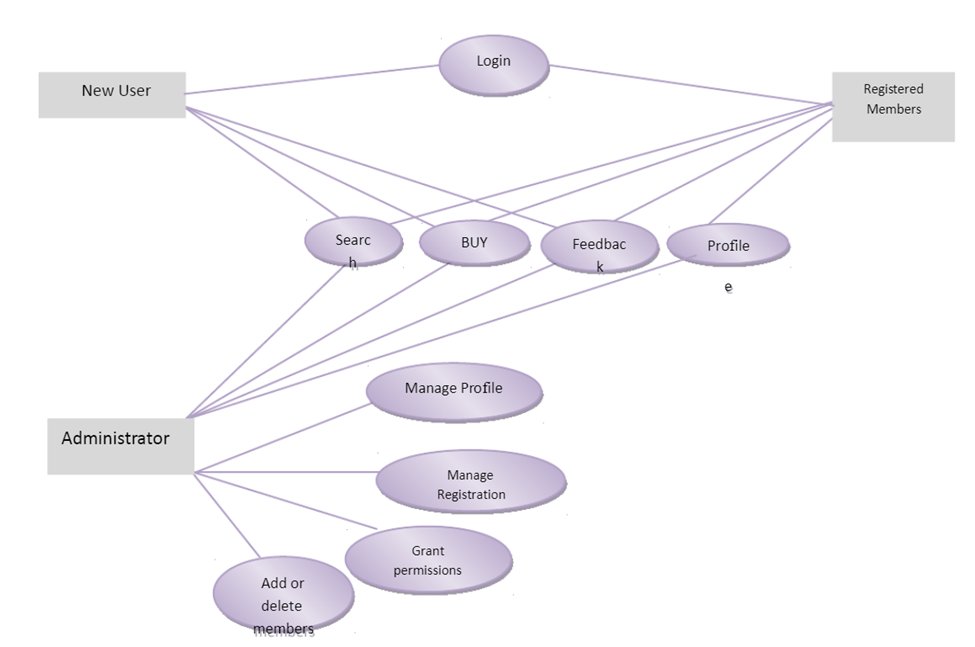 Login
New User
Registered
Members
Searc
h
BUY
Feedbac
k
Profile
e
Manage Profile
Administrator
Manage
Registration
Grant
permissions
Add or
delete
members